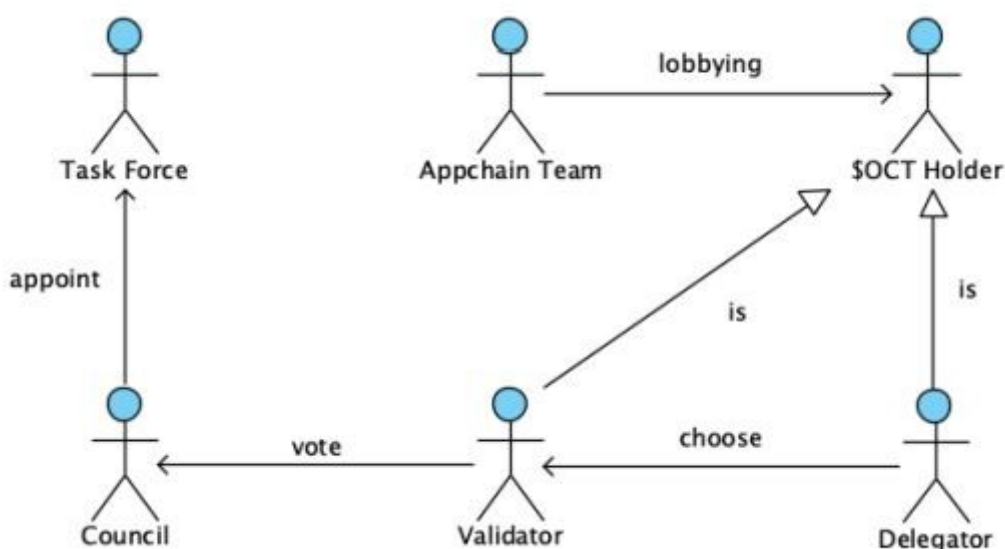 lobbying
Task Force
Appchain Team
$OCT Holder
appoint
is
is
vote
choose
Council
Validator
Delegator